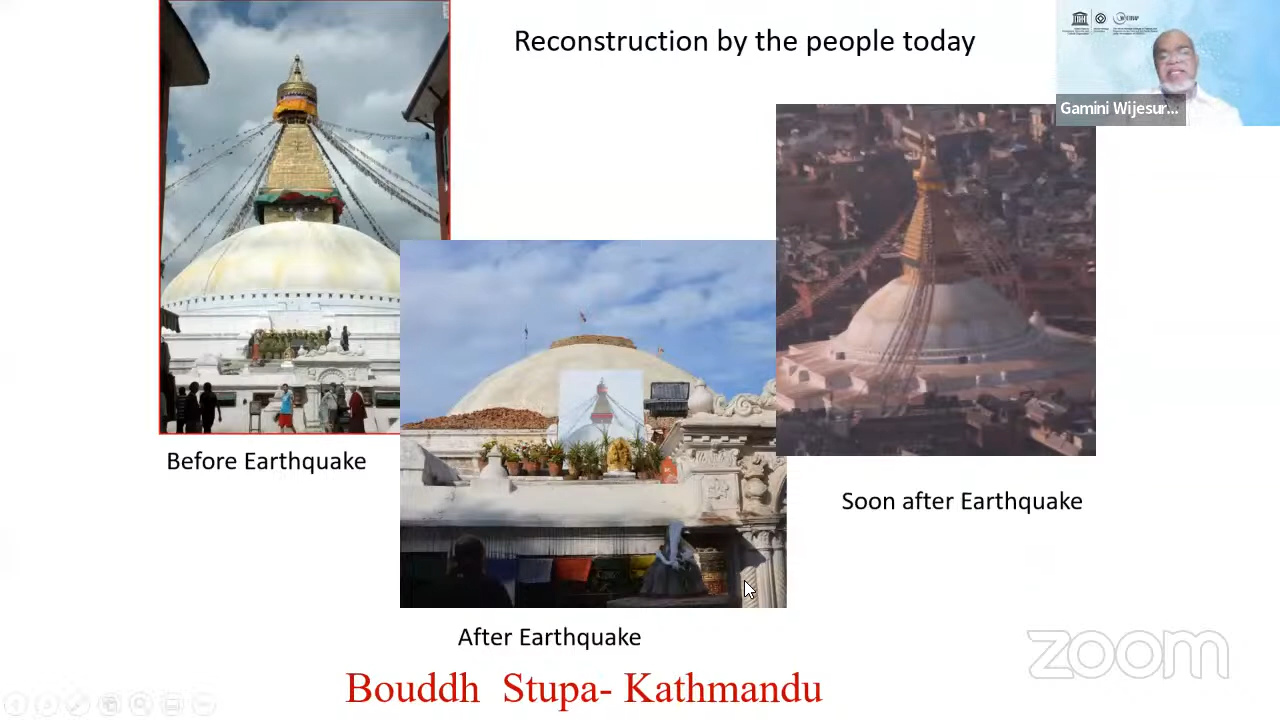 Reconstruction by the people today
Gamini Wijesur...
Before Earthquake
Soon after Earthquake
After Earthquake
Bouddh Stupa- Kathmandu
zoom